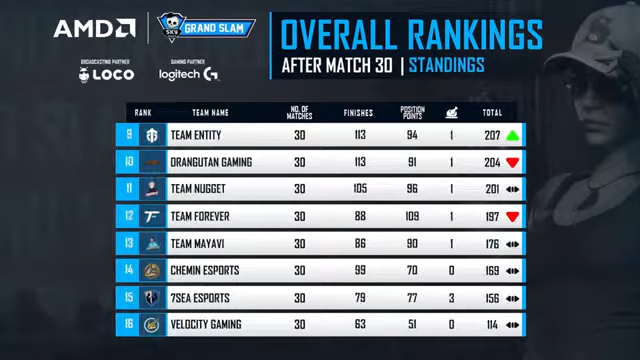 AMD
SKY
GRAND SLAM
OVERALL RANKINGS
AFTER MATCH 30 | STANDINGS
BROADCASTING PARTNER
LOCO
GAMING PARTNER
logitech G
RANK TEAM NAME NO. OF MATCHES FINISHES POSITION POINTS TOTAL
9 TEAM ENTITY 30 113 94 1 207
10 ORANGUTAN GAMING 30 113 91 1 204
11 TEAM NUGGET 30 105 96 1 201
12 TEAM FOREVER 30 88 109 1 197
13 TEAM MAYAVI 30 86 90 1 176
14 CHEMIN ESPORTS 30 99 70 0 169
15 7SEA ESPORTS 30 79 77 3 156
16 VELOCITY GAMING 30 63 51 0 114